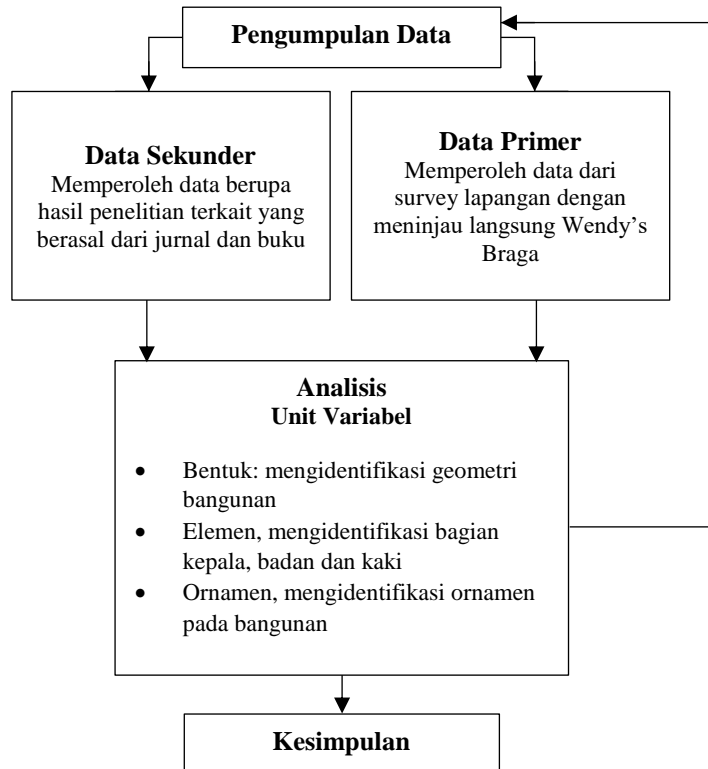 Pengumpulan Data
Data Sekunder
Memperoleh data berupa
hasil penelitian terkait yang
berasal dari jurnal dan buku
Data Primer
Memperoleh data dari
survey lapangan dengan
meninjau langsung Wendy’s
Braga
Analisis
Unit Variabel
• Bentuk: mengidentifikasi geometri
bangunan
• Elemen, mengidentifikasi bagian
kepala, badan dan kaki
• Ornamen, mengidentifikasi ornamen
pada bangunan
Kesimpulan